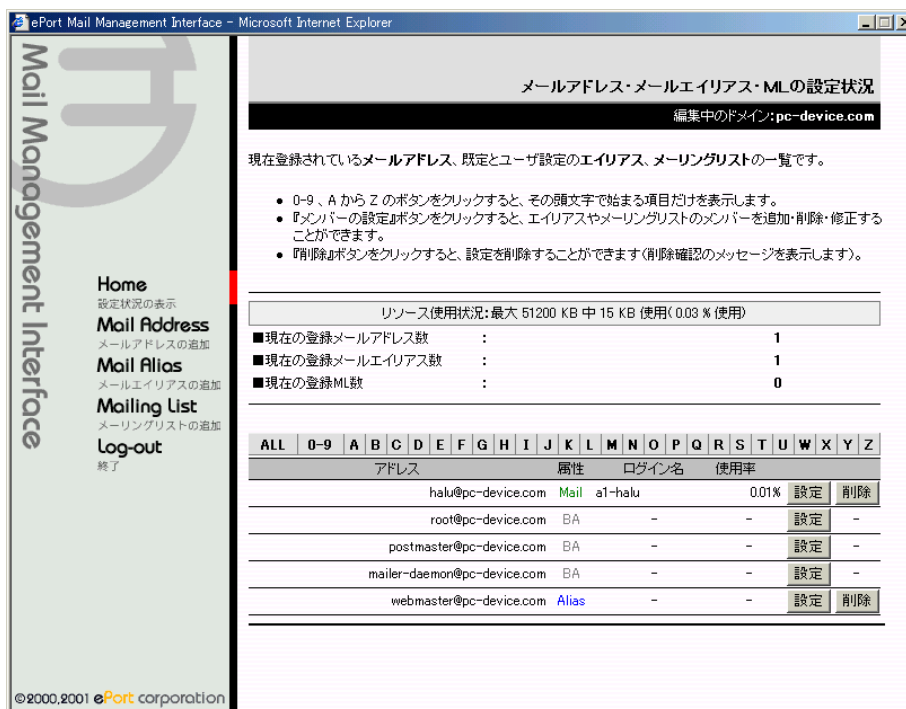 ePort Mail Management Interface - Microsoft Internet Explorer
Mail Management Interface
メールアドレス・メールエイリアス・MLの設定状況
編集中のドメイン:pc-device.com
現在登録されているメールアドレス、既定とユーザ設定のエイリアス、メーリングリストの一覧です。
● 0-9 、A から Z のボタンをクリックすると、その頭文字で始まる項目だけを表示します。
● 『メンバーの設定』ボタンをクリックすると、エイリアスやメーリングリストのメンバーを追加・削除・修正する
ことができます。
● 『削除』ボタンをクリックすると、設定を削除することができます(削除確認のメッセージを表示します)。
Home
設定状況の表示
Mail Address
メールアドレスの追加
Mail Alias
メールエイリアスの追加
Mailing List
メーリングリストの追加
Log-out
終了
リソース使用状況:最大 51200 KB 中 15 KB 使用( 0.03 % 使用)
■現在の登録メールアドレス数 : 1
■現在の登録メールエイリアス数 : 1
■現在の登録ML数 : 0
ALL 0-9 A B C D E F G H I J K L M N O P Q R S T U W X Y Z
アドレス 属性 ログイン名 使用率
halu@pc-device.com Mail a1-halu 0.01% 設定 削除
root@pc-device.com BA - - 設定 -
postmaster@pc-device.com BA - - 設定 -
mailer-daemon@pc-device.com BA - - 設定 -
webmaster@pc-device.com Alias - - 設定 削除
©2000,2001 ePort corporation